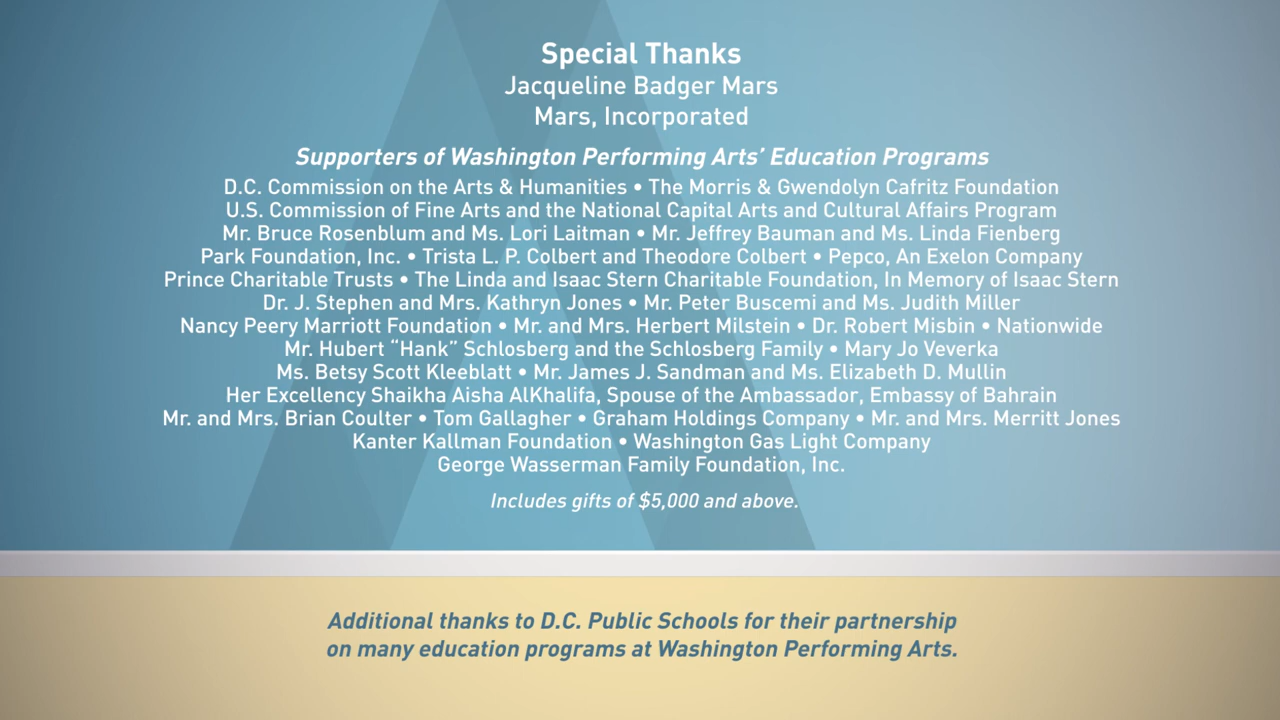 Special Thanks
Jacqueline Badger Mars
Mars, Incorporated
Supporters of Washington Performing Arts’ Education Programs
D.C. Commission on the Arts & Humanities • The Morris & Gwendolyn Cafritz Foundation
U.S. Commission of Fine Arts and the National Capital Arts and Cultural Affairs Program
Mr. Bruce Rosenblum and Ms. Lori Laitman • Mr. Jeffrey Bauman and Ms. Linda Fienberg
Park Foundation, Inc. • Trista L. P. Colbert and Theodore Colbert • Pepco, An Exelon Company
Prince Charitable Trusts • The Linda and Isaac Stern Charitable Foundation, In Memory of Isaac Stern
Dr. J. Stephen and Mrs. Kathryn Jones • Mr. Peter Buscemi and Ms. Judith Miller
Nancy Peery Marriott Foundation • Mr. and Mrs. Herbert Milstein • Dr. Robert Misbin • Nationwide
Mr. Hubert “Hank” Schlosberg and the Schlosberg Family • Mary Jo Veverka
Ms. Betsy Scott Kleeblatt • Mr. James J. Sandman and Ms. Elizabeth D. Mullin
Her Excellency Shaikha Aisha AlKhalifa, Spouse of the Ambassador, Embassy of Bahrain
Mr. and Mrs. Brian Coulter • Tom Gallagher • Graham Holdings Company • Mr. and Mrs. Merritt Jones
Kanter Kallman Foundation • Washington Gas Light Company
George Wasserman Family Foundation, Inc.
Includes gifts of $5,000 and above.
Additional thanks to D.C. Public Schools for their partnership
on many education programs at Washington Performing Arts.